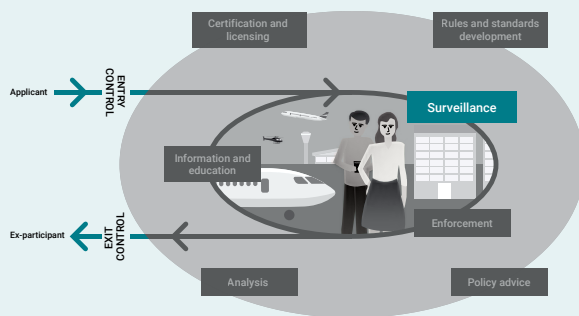 Certification and
licensing
Rules and standards
development
Applicant
ENTRY
CONTROL
Surveillance
Information and
education
Enforcement
Ex-participant
EXIT
CONTROL
Analysis
Policy advice